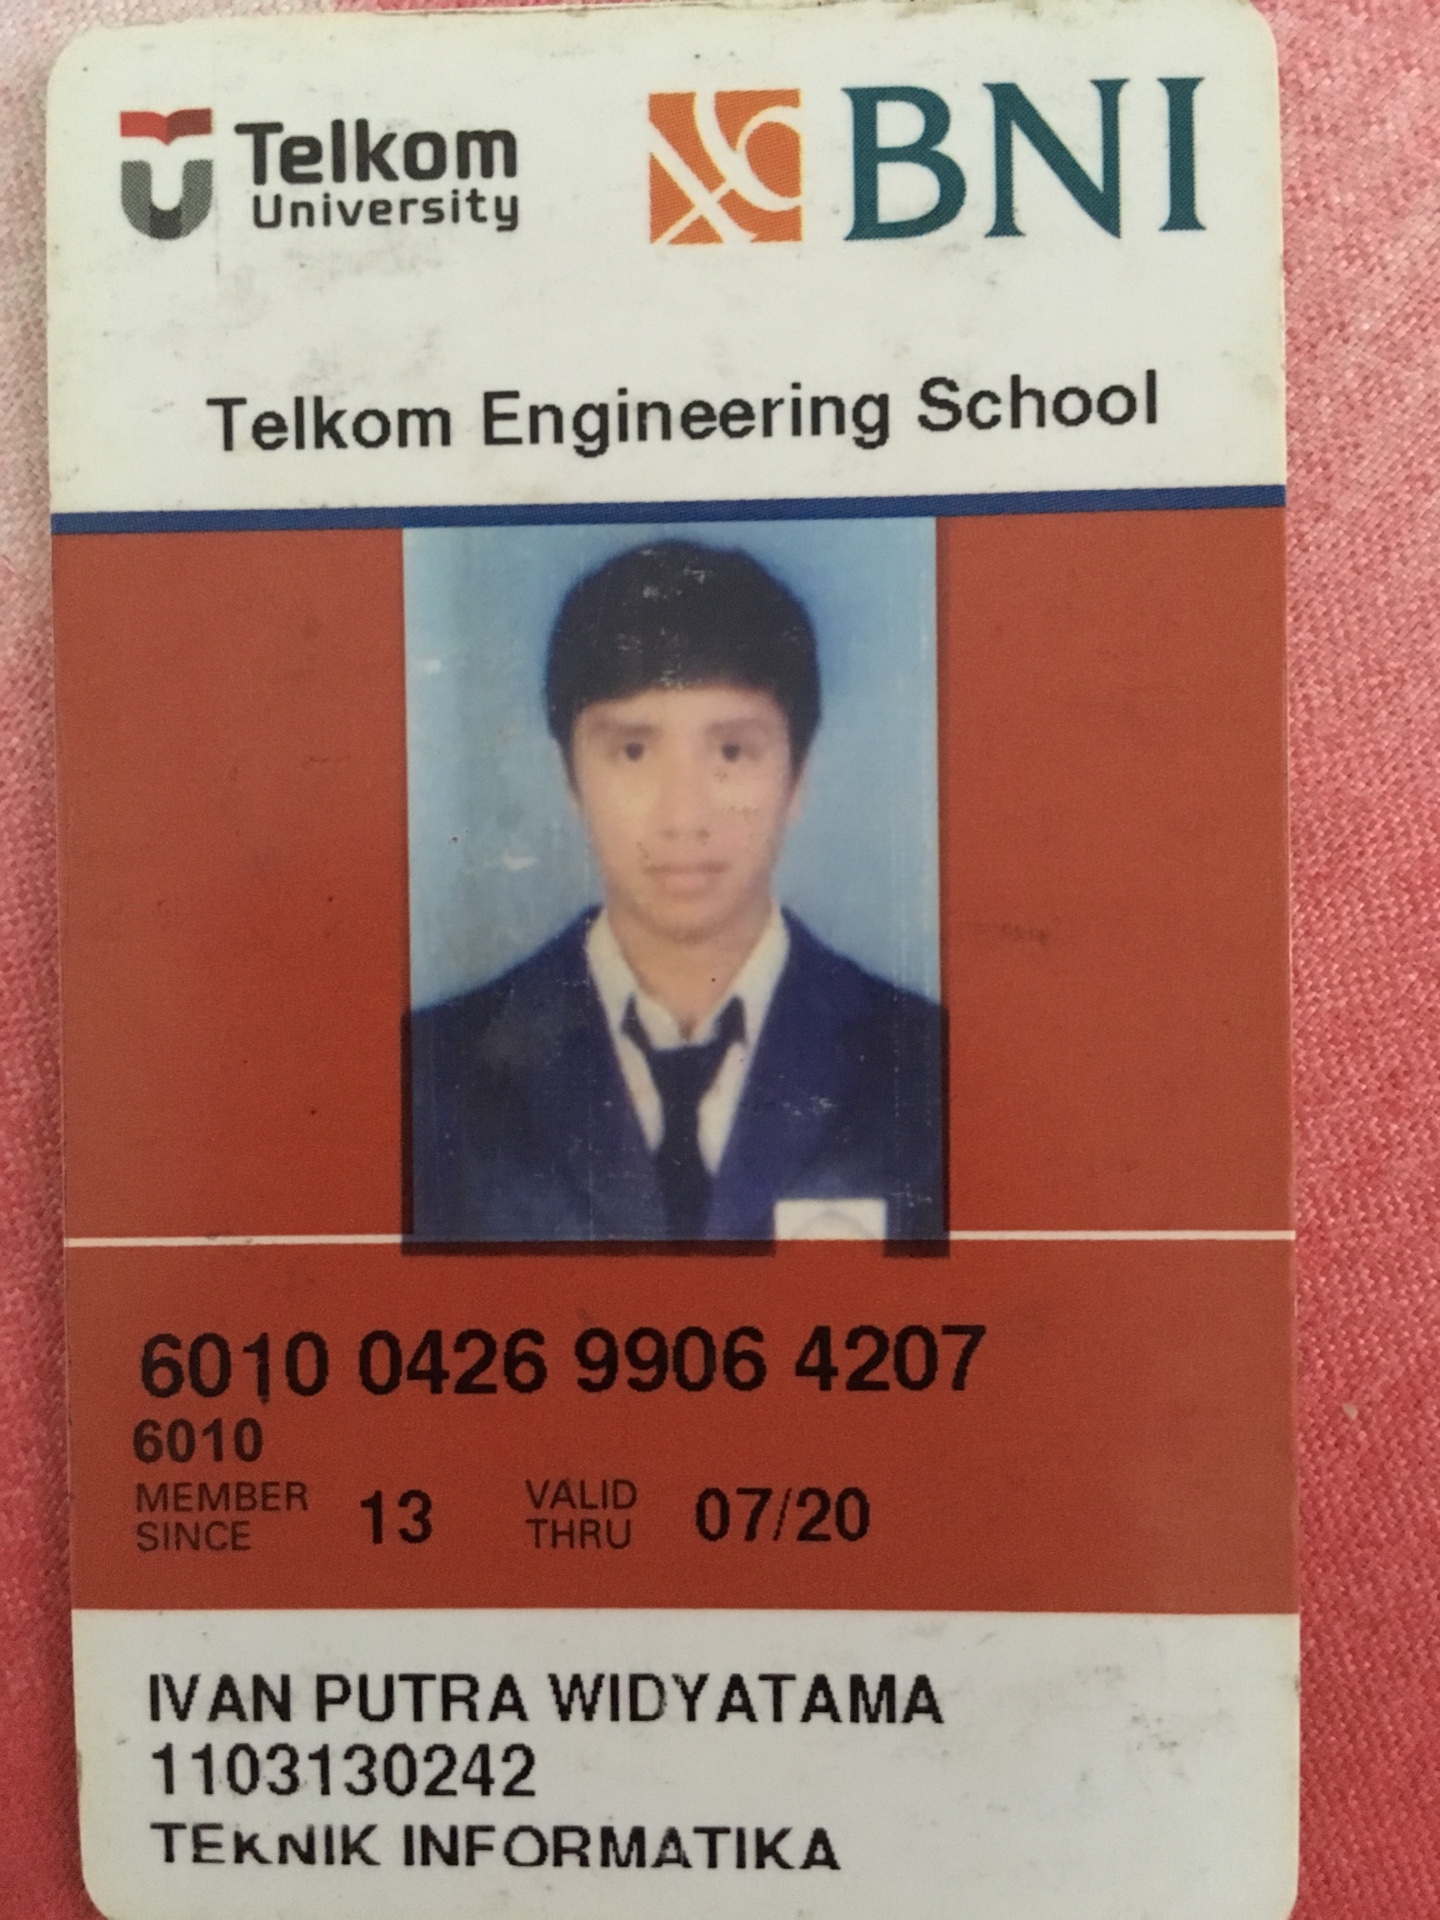 Telkom
University
BNI
Telkom Engineering School
6010 0426 9906 4207
6010
MEMBER SINCE 13 VALID THRU 07/20
IVAN PUTRA WIDYATAMA
1103130242
TEKNIK INFORMATIKA